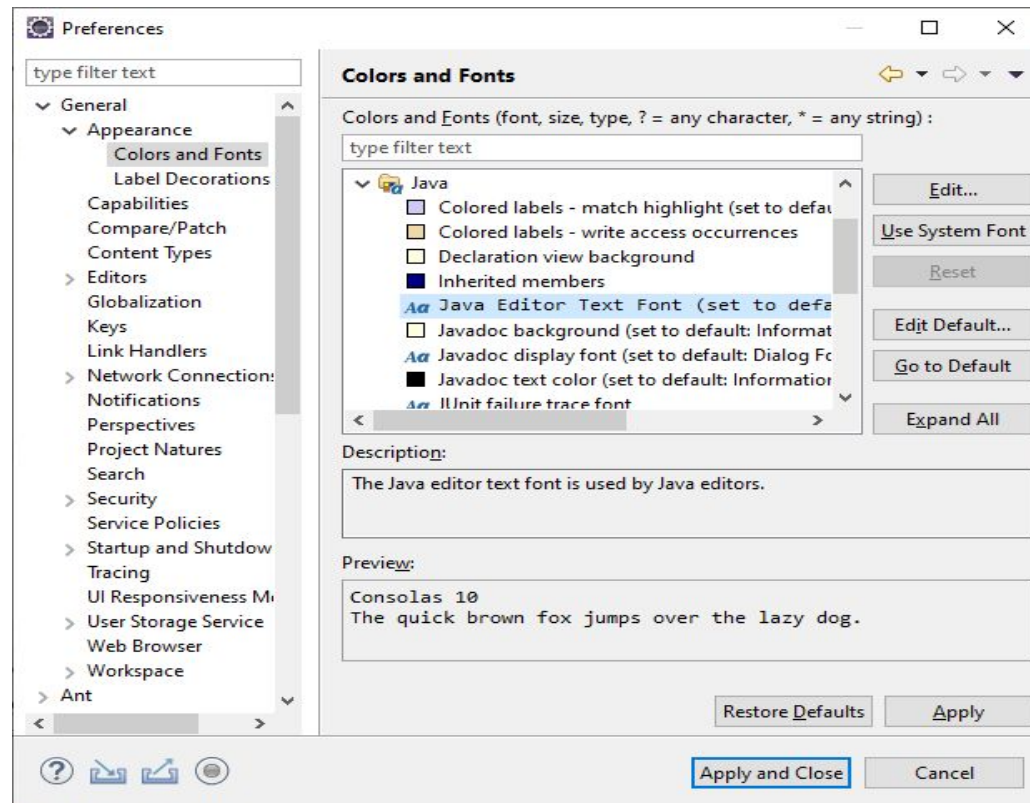 Preferences
type filter text
General
Appearance
Colors and Fonts
Label Decorations
Capabilities
Compare/Patch
Content Types
Editors
Globalization
Keys
Link Handlers
Network Connection
Notifications
Perspectives
Project Natures
Search
Security
Service Policies
Startup and Shutdow
Tracing
UI Responsiveness M
User Storage Service
Web Browser
Workspace
Ant
Colors and Fonts
Colors and Fonts (font, size, type, ? = any character, * = any string) :
type filter text
Java
Colored labels - match highlight (set to defau
Colored labels - write access occurrences
Declaration view background
Inherited members
Aa Java Editor Text Font (set to defa
Javadoc background (set to default: Informat
Aa Javadoc display font (set to default: Dialog Fo
Javadoc text color (set to default: Information
Aa JUnit failure trace font
Edit...
Use System Font
Reset
Edit Default...
Go to Default
Expand All
Description:
The Java editor text font is used by Java editors.
Preview:
Consolas 10
The quick brown fox jumps over the lazy dog.
Restore Defaults
Apply
?
Apply and Close
Cancel